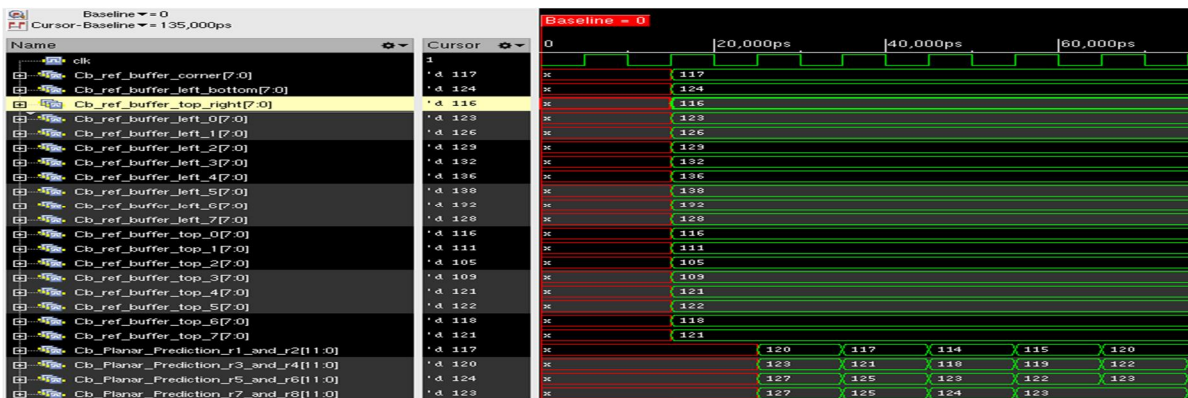 Baseline = 0
Cursor-Baseline = 135,000ps
Baseline = 0
Name Cursor 0 20,000ps 40,000ps 60,000ps
clk 1
Cb_ref_buffer_corner[7:0] 'd 117 x 117
Cb_ref_buffer_left_bottom[7:0] 'd 124 x 124
Cb_ref_buffer_top_right[7:0] 'd 116 x 116
Cb_ref_buffer_left_0[7:0] 'd 123 x 123
Cb_ref_buffer_left_1[7:0] 'd 126 x 126
Cb_ref_buffer_left_2[7:0] 'd 129 x 129
Cb_ref_buffer_left_3[7:0] 'd 132 x 132
Cb_ref_buffer_left_4[7:0] 'd 136 x 136
Cb_ref_buffer_left_5[7:0] 'd 138 x 138
Cb_ref_buffer_left_6[7:0] x
Cb_ref_buffer_left_7[7:0] 'd 128 x 128
Cb_ref_buffer_top_0[7:0] 'd 116 x 116
Cb_ref_buffer_top_1[7:0] 'd 111 x 111
Cb_ref_buffer_top_2[7:0] 'd 105 x 105
Cb_ref_buffer_top_3[7:0] 'd 109 x 109
Cb_ref_buffer_top_4[7:0] 'd 121 x 121
Cb_ref_buffer_top_5[7:0] 'd 122 x 122
Cb_ref_buffer_top_6[7:0] 'd 118 x 118
Cb_ref_buffer_top_7[7:0] 'd 121 x 121
Cb_Planar_Prediction_r1_and_r2[11:0] 'd 117 x 120 117 114 115 120
Cb_Planar_Prediction_r3_and_r4[11:0] 'd 120 x 123 121 118 119 122
Cb_Planar_Prediction_r5_and_r6[11:0] 'd 124 x 127 125 123 122 123
Cb_Planar_Prediction_r7_and_r8[11:0] 'd 123 x 127 125 124 123